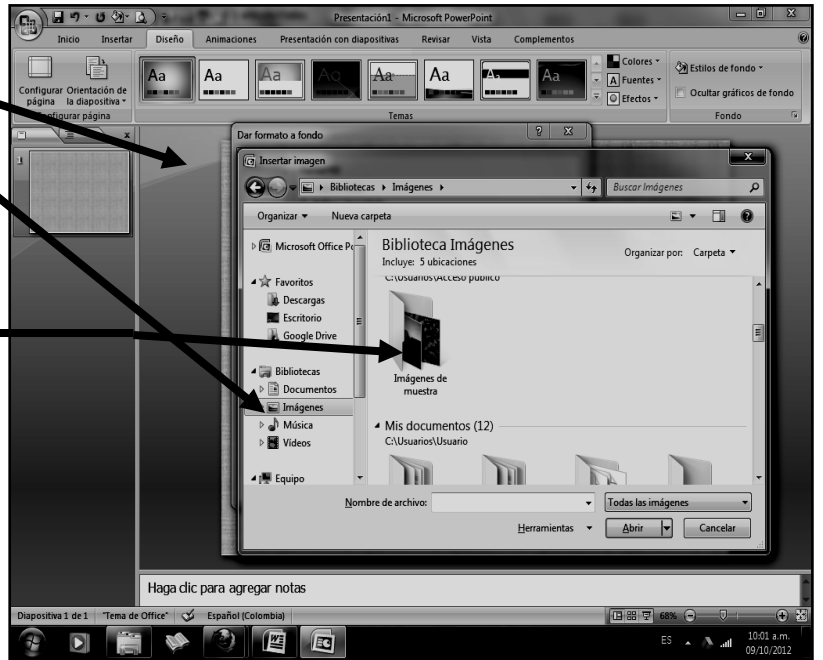 Presentación1 - Microsoft PowerPoint
Inicio Insertar Diseño Animaciones Presentación con diapositivas Revisar Vista Complementos
Aa Aa Aa Aa Aa Aa Aa Aa
Colores
Fuentes
Efectos
Estilos de fondo
Ocultar gráficos de fondo
Configurar página
Orientación de la diapositiva
Configurar página
Temas
Fondo
1
Dar formato a fondo
Insertar imagen
Bibliotecas Imágenes
Buscar Imágenes
Organizar Nueva carpeta
Microsoft Office
Favoritos
Descargas
Escritorio
Google Drive
Bibliotecas
Documentos
Imágenes
Música
Vídeos
Equipo
Biblioteca Imágenes
Incluye: 5 ubicaciones
Organizar por: Carpeta
C:\Usuarios\Acceso público
Imágenes de
muestra
Mis documentos (12)
C:\Usuarios\Usuario
Nombre de archivo:
Todas las imágenes
Herramientas Abrir Cancelar
Haga clic para agregar notas
Diapositiva 1 de 1 "Tema de Office" Español (Colombia) 68%
ES 10:01 a.m.
09/10/2012